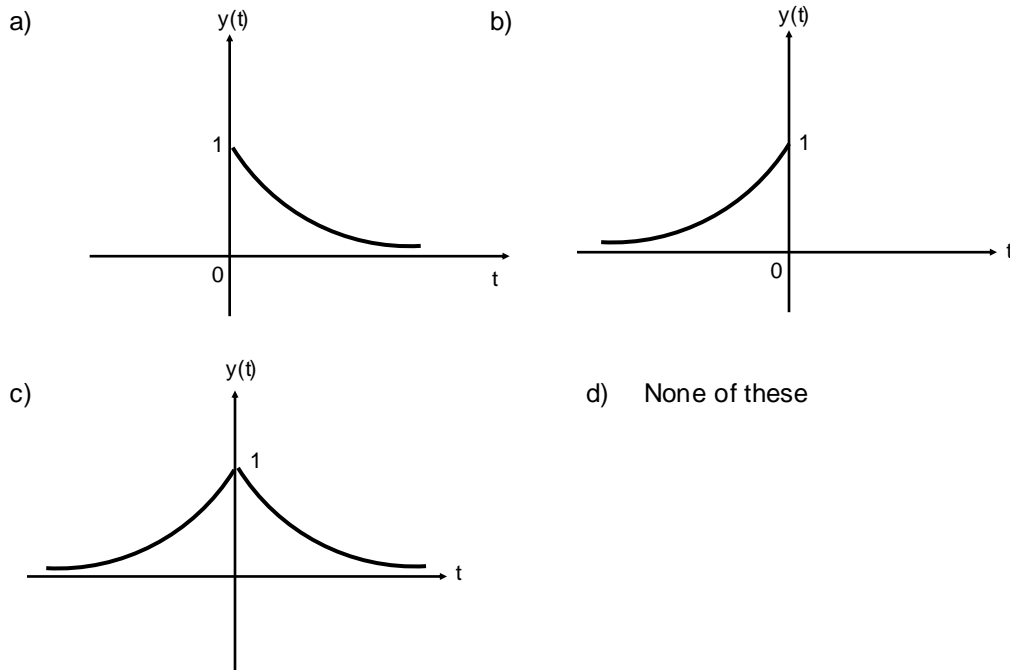 a) y(t)
1
0
t
b) y(t)
1
0
t
c) y(t)
1
t
d) None of these